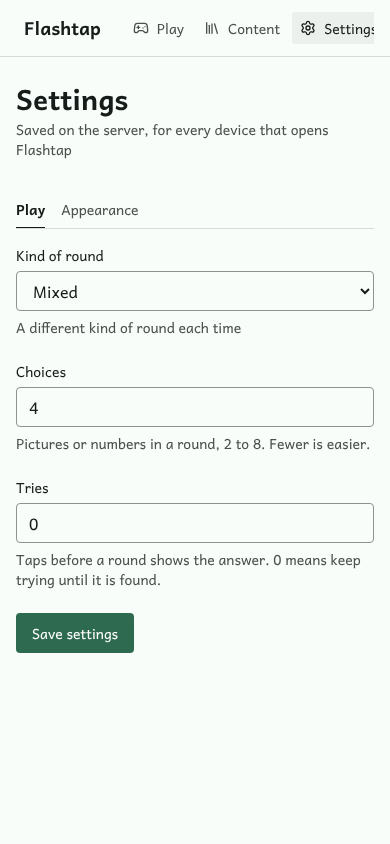 Flashtap
Play
Content
Settings
Settings
Saved on the server, for every device that opens
Flashtap
Play
Appearance
Kind of round
Mixed
A different kind of round each time
Choices
4
Pictures or numbers in a round, 2 to 8. Fewer is easier.
Tries
0
Taps before a round shows the answer. 0 means keep
trying until it is found.
Save settings